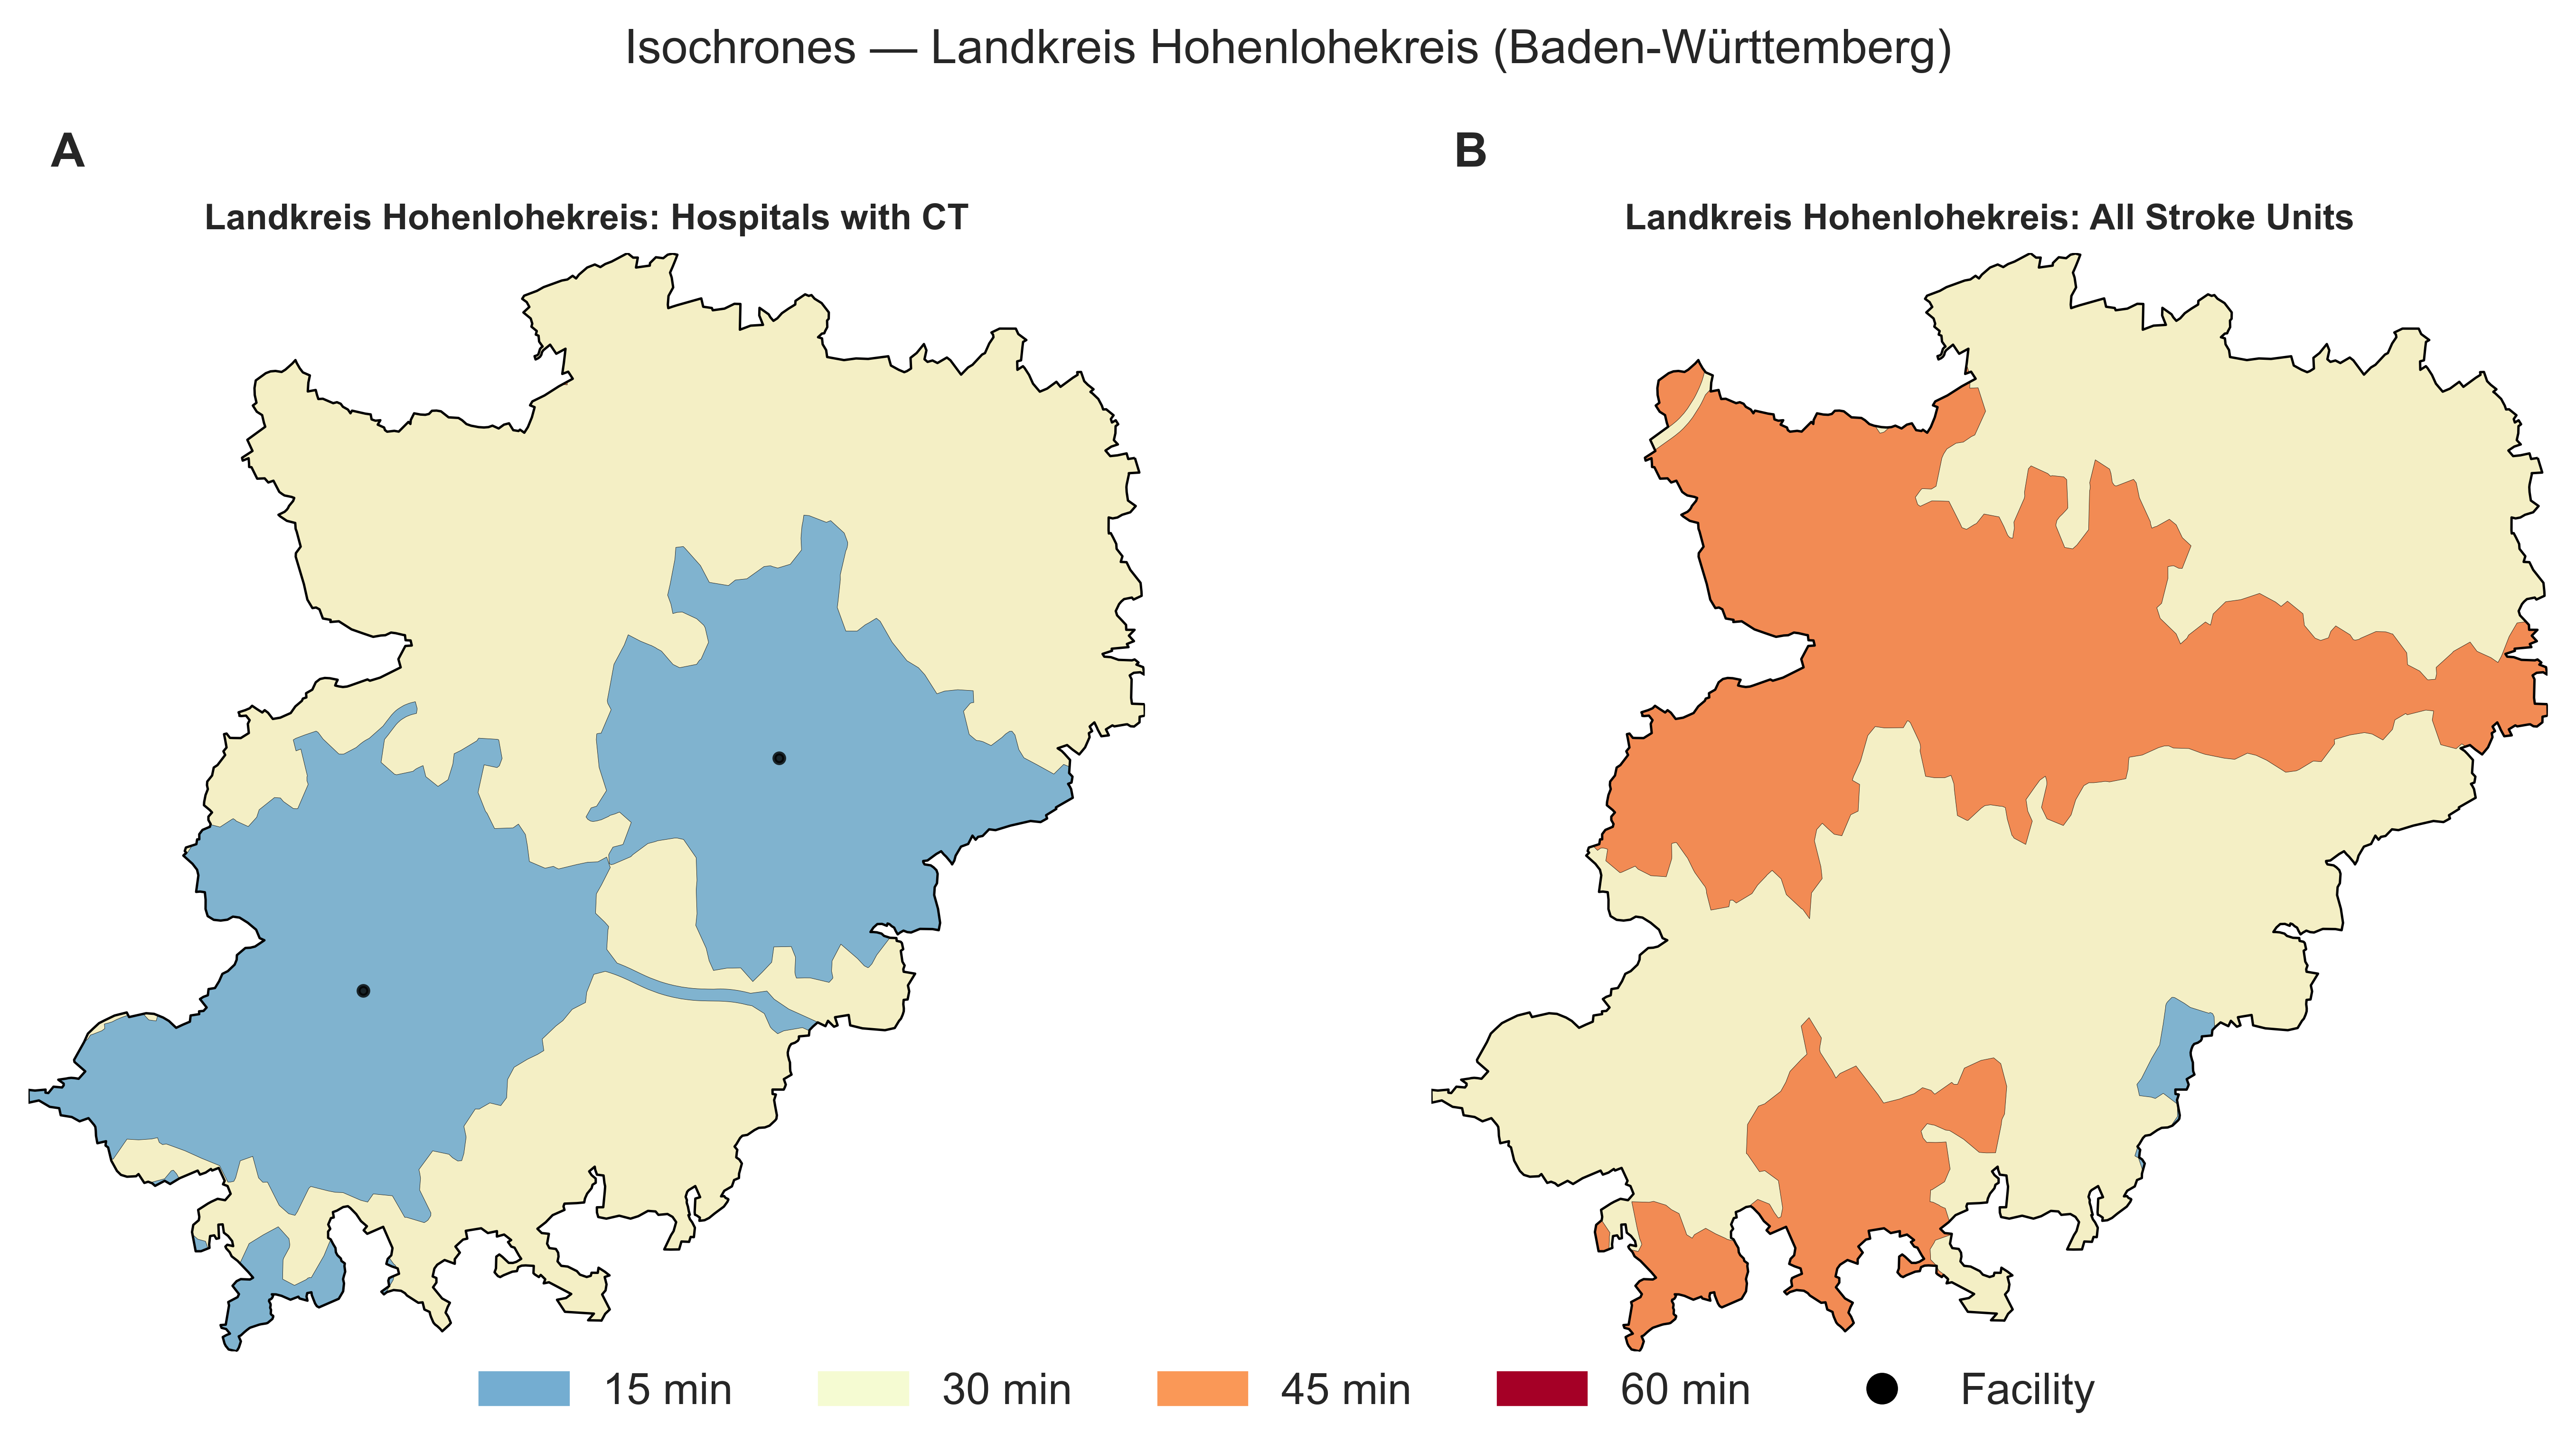 Isochrones — Landkreis Hohenlohekreis (Baden-Württemberg)
A
B
Landkreis Hohenlohekreis: Hospitals with CT
Landkreis Hohenlohekreis: All Stroke Units
15 min
30 min
45 min
60 min
Facility